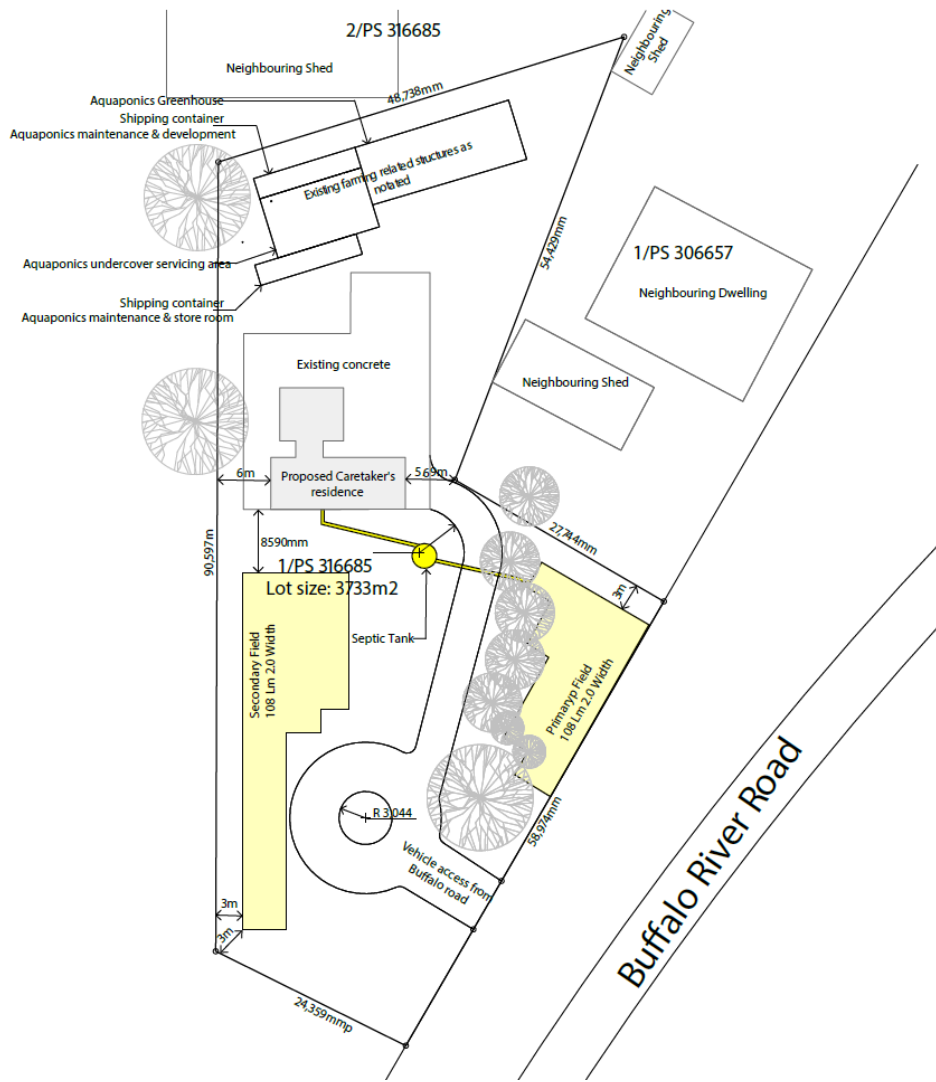 2/PS 316685
Neighbouring Shed
Neighbouring
Shed
48,738mm
Aquaponics Greenhouse
Shipping container
Aquaponics maintenance & development
Existing farming related structures as
notated
54,429mm
1/PS 306657
Neighbouring Dwelling
Aquaponics undercover servicing area
Shipping container
Aquaponics maintenance & store room
Existing concrete
Neighbouring Shed
6m
Proposed Caretaker's
residence
27,744mm
90,597m
8590mm
1/PS 316685
Lot size: 3733m2
3m
Septic Tank
Secondary Field
108 Lm 2.0 Width
Primaryp Field
108 Lm 2.0 Width
R 3,044
58,974mm
Vehicle access from
Buffalo road
Buffalo River Road
3m
3m
24,359mmp